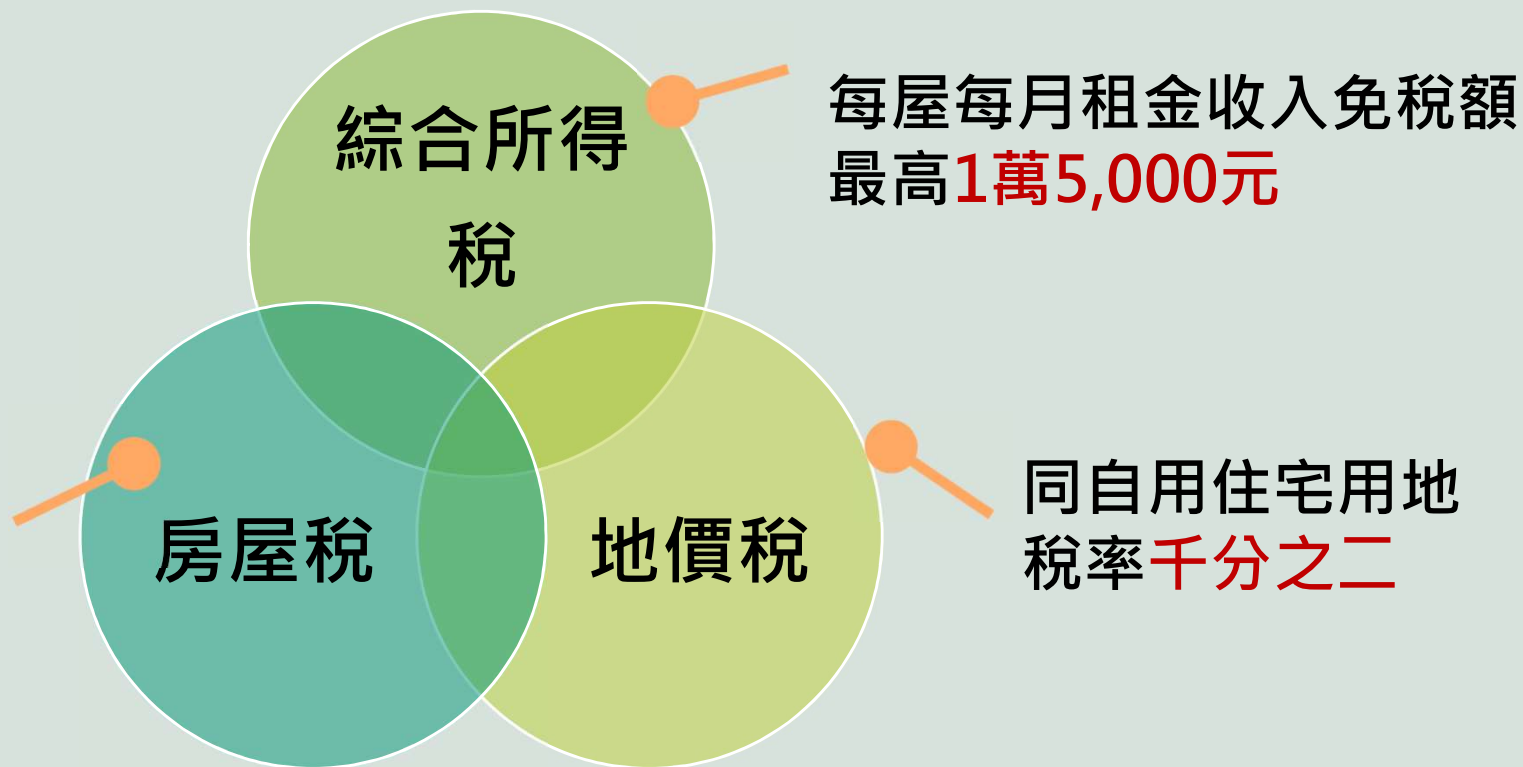 綜合所得
稅
每屋每月租金收入免稅額
最高1萬5,000元
房屋稅
地價稅
同自用住宅用地
稅率千分之二